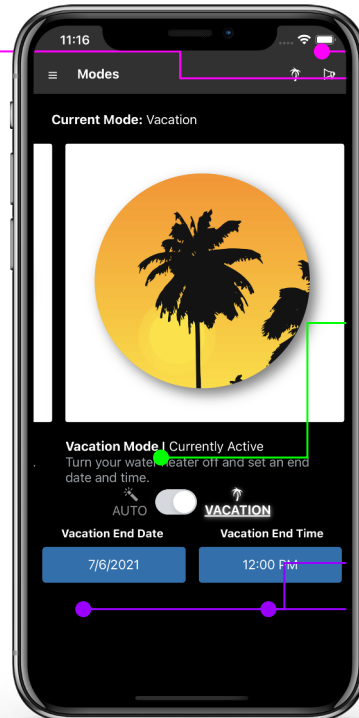 11:16
Modes
Current Mode: Vacation
Vacation Mode | Currently Active
Turn your water heater off and set an end
date and time.
AUTO VACATION
Vacation End Date Vacation End Time
7/6/2021 12:00 PM